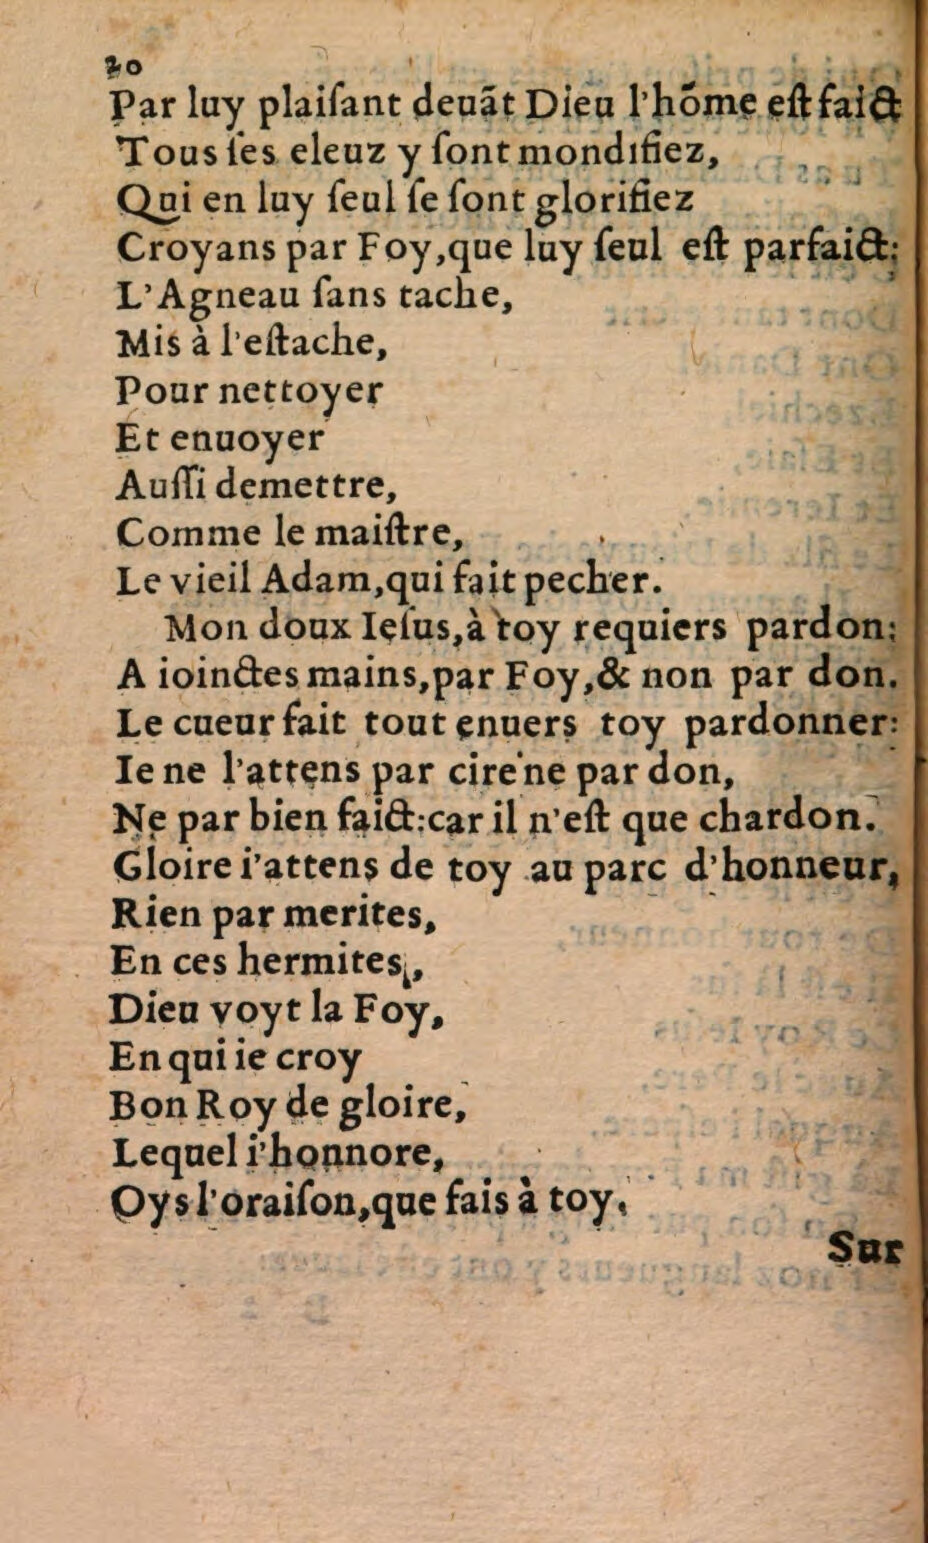 20
Par luy plaiſant deuāt Dieu l'hōme eſt faict
Tous ſes eleuz y ſont mondifiez,
Qui en luy ſeul ſe ſont glorifiez
Croyans par Foy,que luy ſeul eſt parfaict:
L'Agneau ſans tache,
Mis à l'eſtache,
Pour nettoyer
Et enuoyer
Auſſi demettre,
Comme le maiſtre,
Le vieil Adam,qui fait pecher.
Mon doux Ieſus,à toy requiers pardon:
A ioinctes mains,par Foy,& non par don.
Le cueur fait tout enuers toy pardonner:
Ie ne l'attens par cire ne par don,
Ne par bien faict:car il n'eſt que chardon.
Gloire i'attens de toy au parc d'honneur,
Rien par merites,
En ces hermites,
Dieu voyt la Foy,
En qui ie croy
Bon Roy de gloire,
Lequel i'honnore,
Oys l'oraiſon,que fais à toy.
Sur